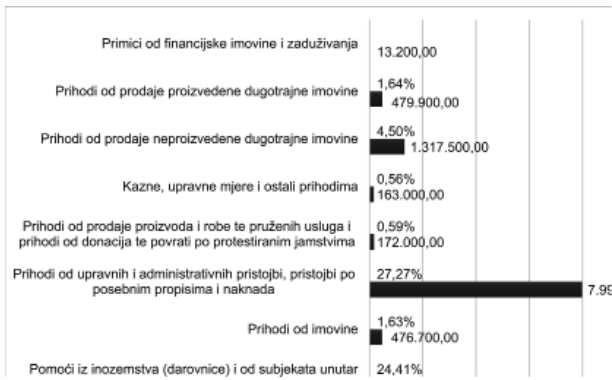 Primici od financijske imovine i zaduživanja
13.200,00
1,64%
Prihodi od prodaje proizvedene dugotrajne imovine
479.900,00
4,50%
Prihodi od prodaje neproizvedene dugotrajne imovine
1.317.500,00
0,56%
Kazne, upravne mjere i ostali prihodima
163.000,00
Prihodi od prodaje proizvoda i robe te pruženih usluga i
0,59%
prihodi od donacija te povrati po protestiranim jamstvima
172.000,00
Prihodi od upravnih i administrativnih pristojbi, pristojbi po
27,27%
posebnim propisima i naknada
7.99
1,63%
Prihodi od imovine
476.700,00
Pomoći iz inozemstva (darovnice) i od subjekata unutar
24,41%